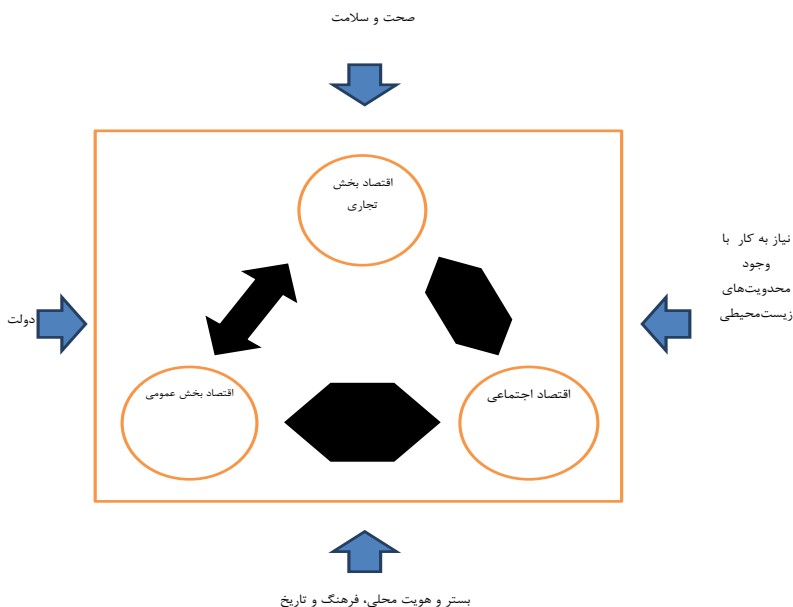 صحت و سلامت
اقتصاد بخش
تجاری
نیاز به کار با
وجود
محدویت‌های
زیست‌محیطی
دولت
اقتصاد بخش عمومی
اقتصاد اجتماعی
بستر و هویت محلی، فرهنگ و تاریخ